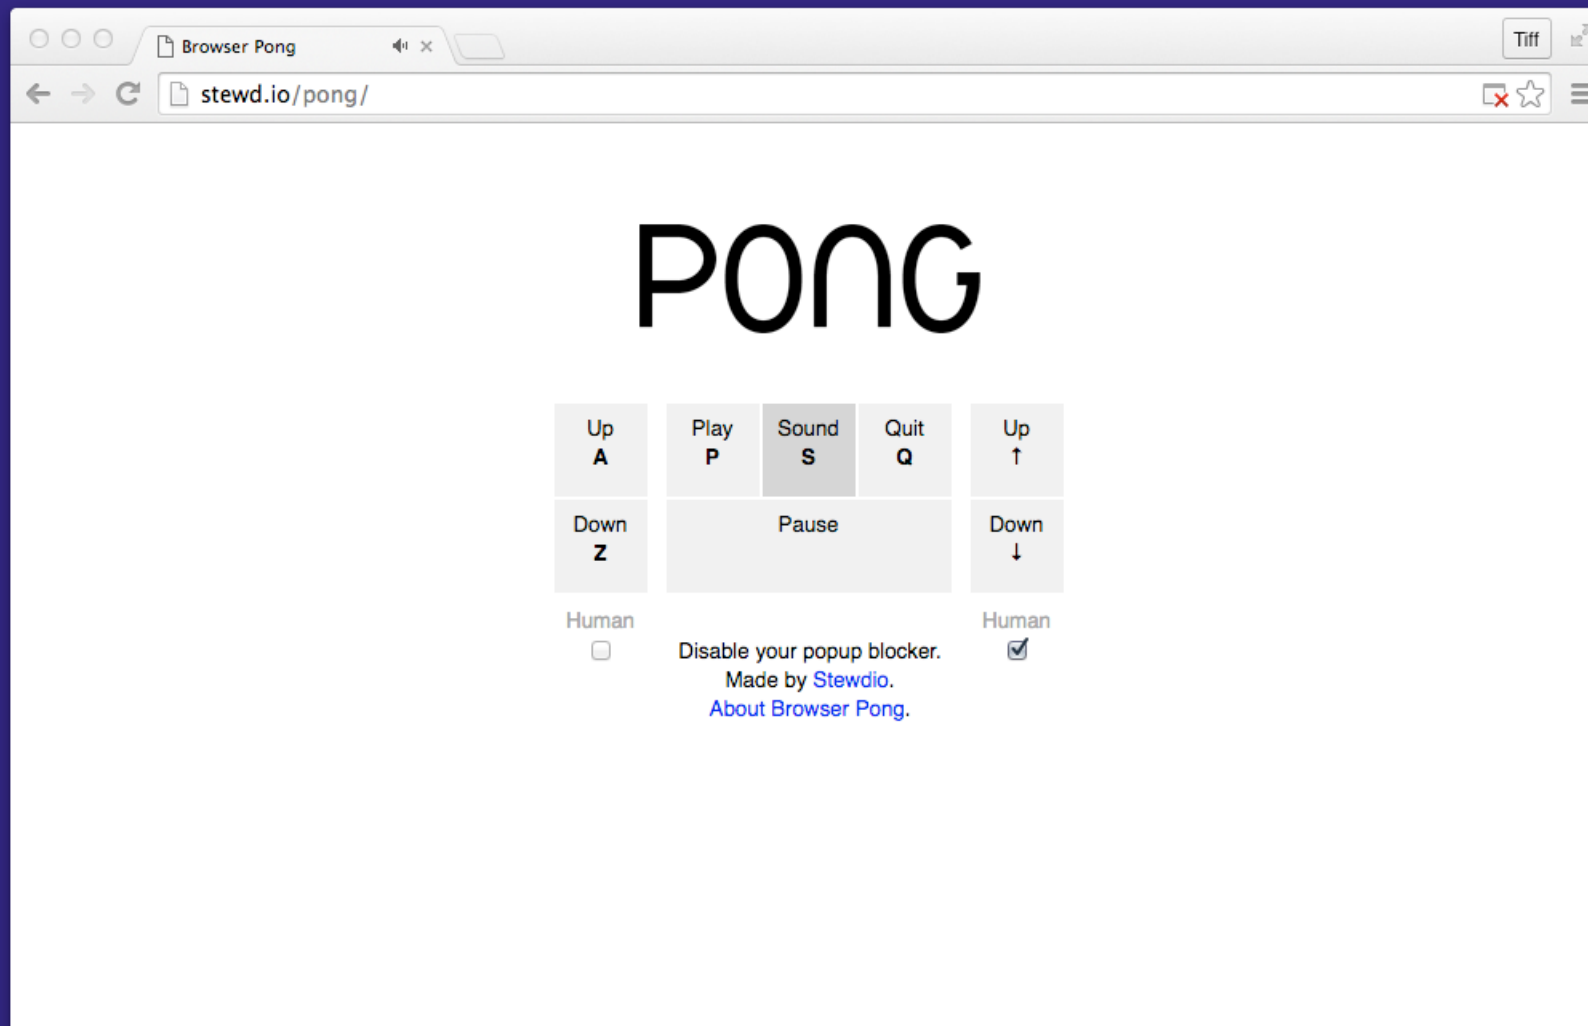 Browser Pong
Tiff
stewd.io/pong/
PONG
Up Play Sound Quit Up
A P S Q ↑
Down Pause Down
Z ↓
Human Human
Disable your popup blocker.
Made by Stewdio.
About Browser Pong.